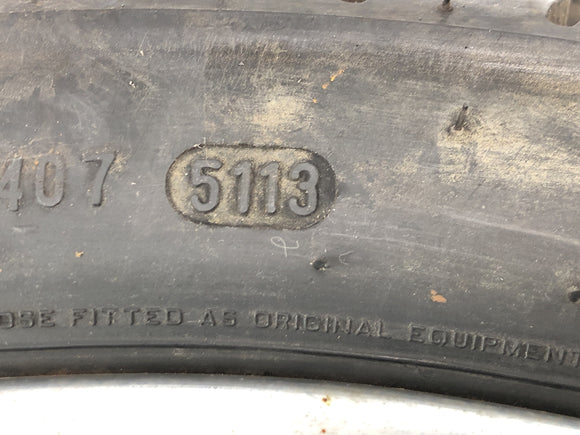 407 5113
OSE FITTED AS ORIGINAL EQUIPMENT